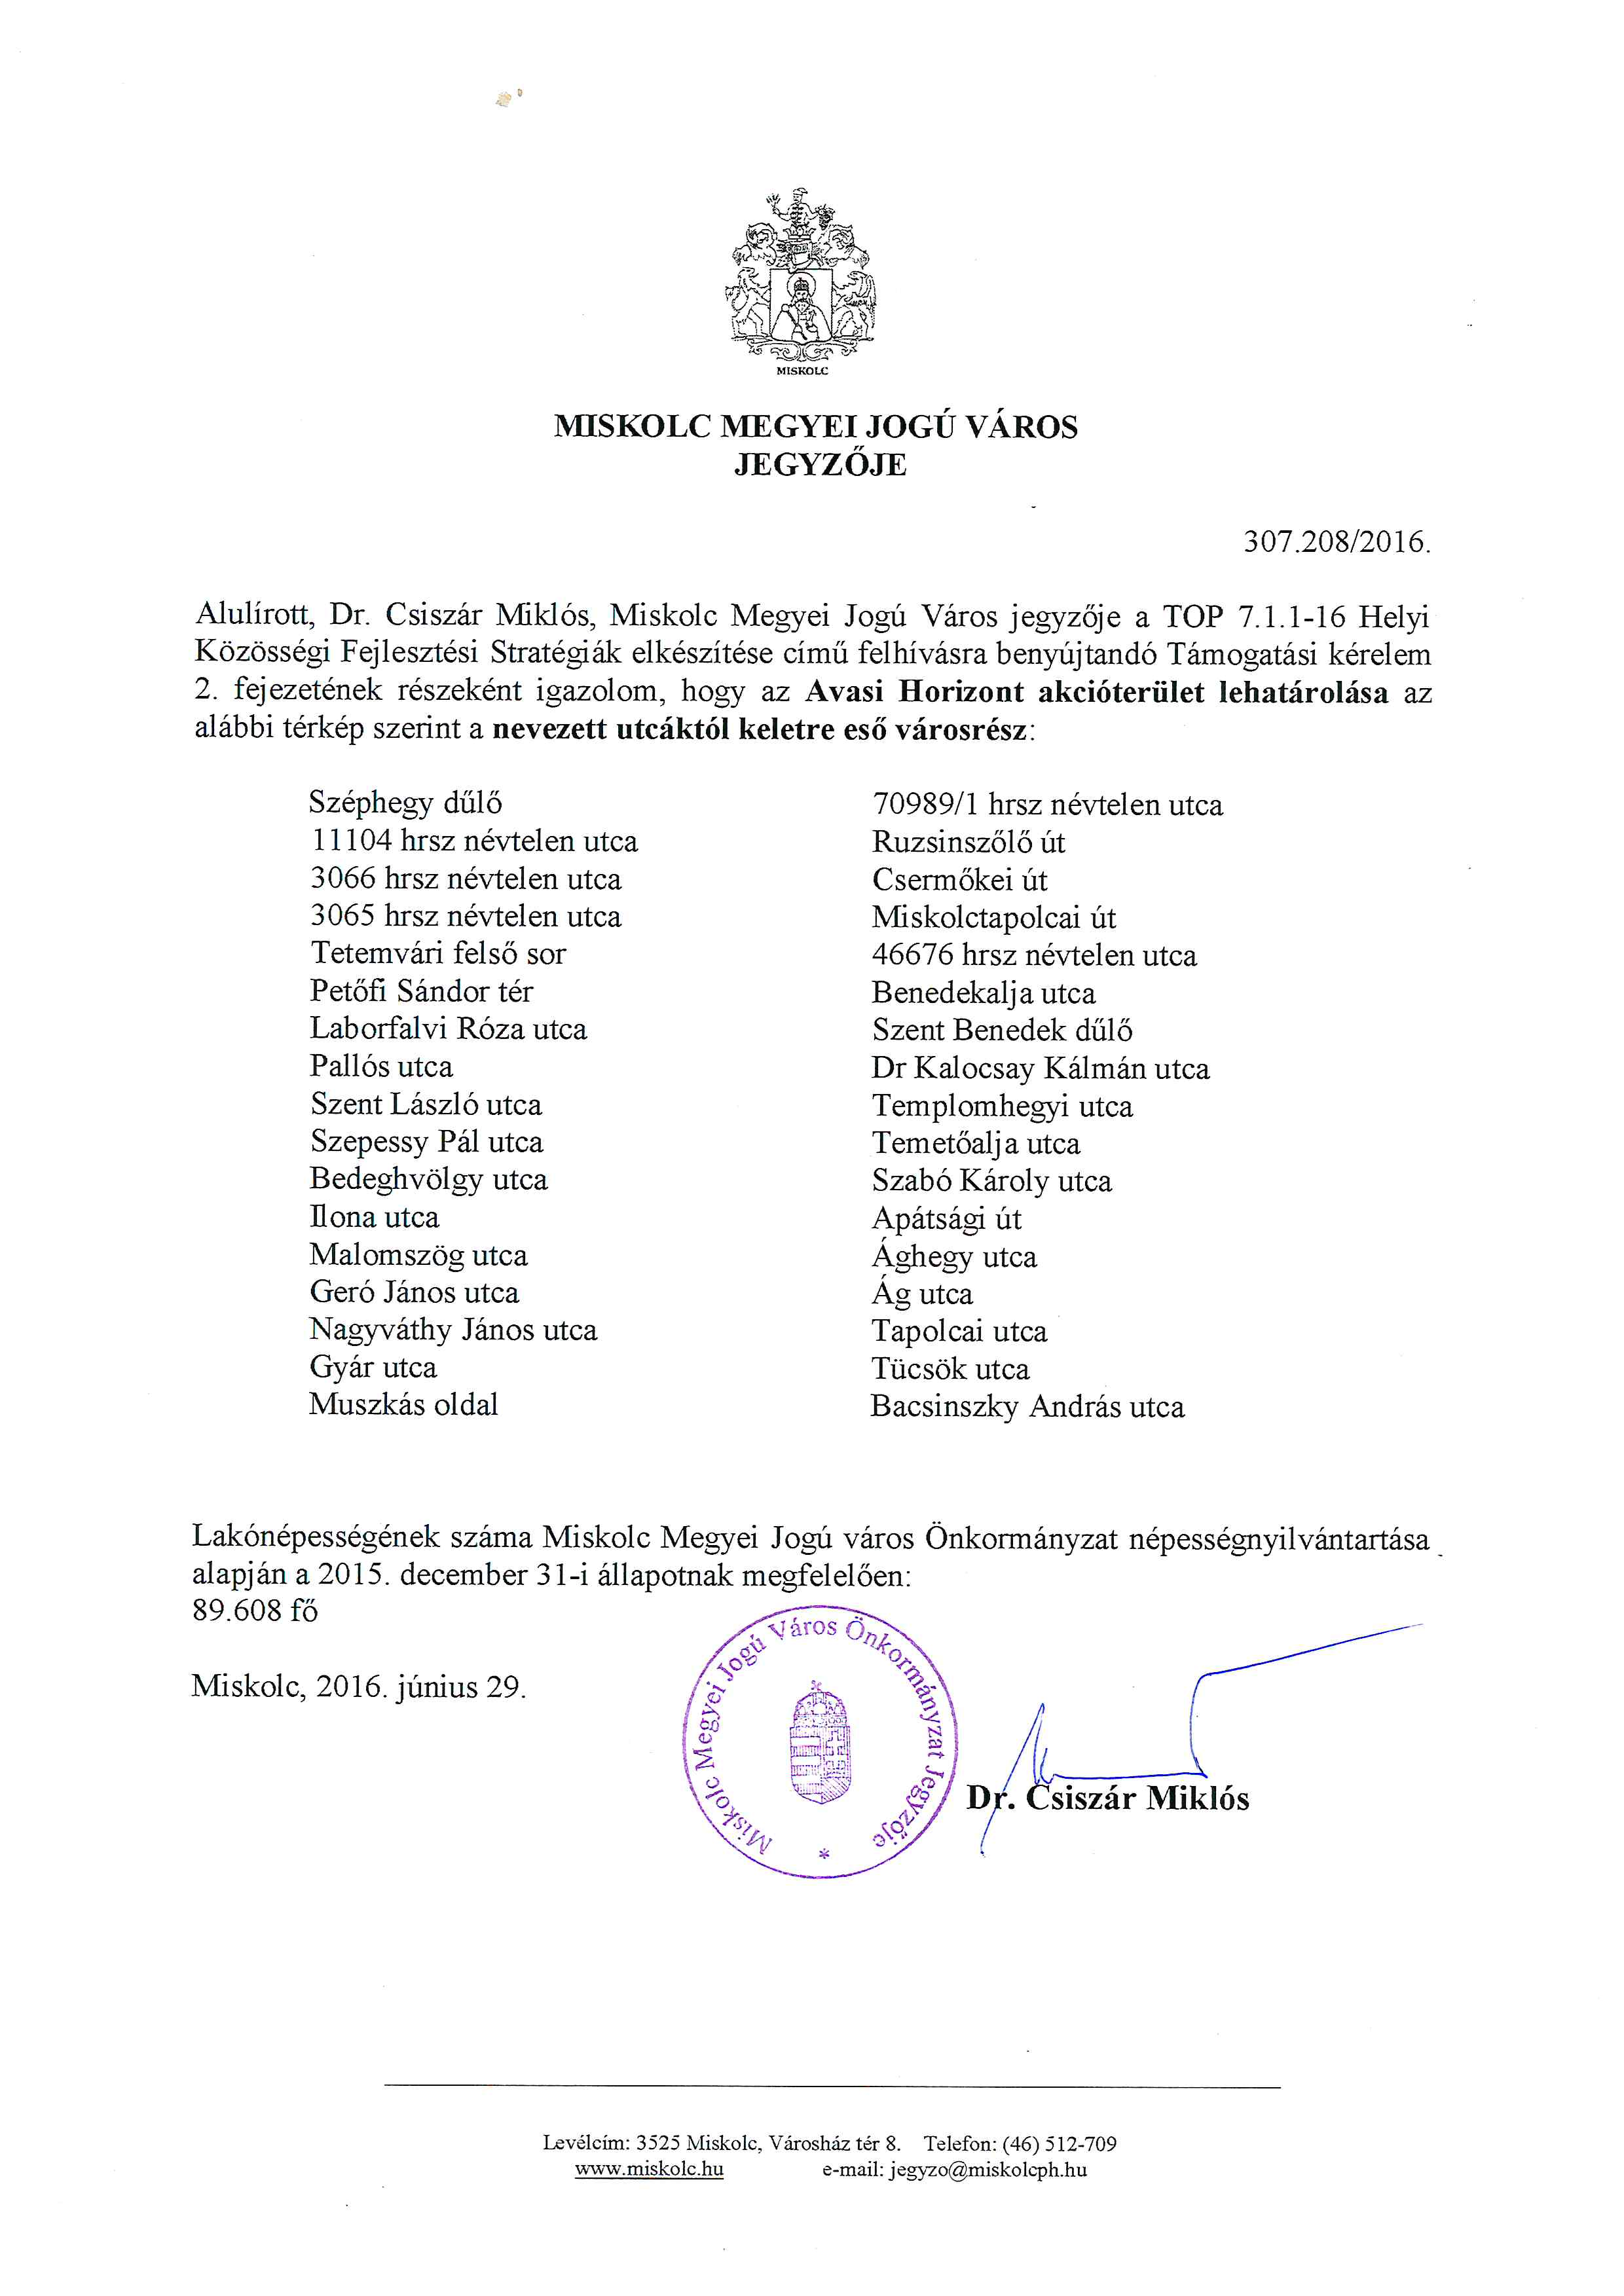 MISKOLC
MISKOLC MEGYEI JOGÚ VÁROS
JEGYZŐJE
307.208/2016.
Alulírott, Dr. Csiszár Miklós, Miskolc Megyei Jogú Város jegyzője a TOP 7.1.1-16 Helyi
Közösségi Fejlesztési Stratégiák elkészítése című felhívásra benyújtandó Támogatási kérelem
2. fejezetének részeként igazolom, hogy az Avasi Horizont akcióterület lehatárolása az
alábbi térkép szerint a nevezett utcáktól keletre eső városrész:
Széphegy dűlő
11104 hrsz névtelen utca
3066 hrsz névtelen utca
3065 hrsz névtelen utca
Tetemvári felső sor
Petőfi Sándor tér
Laborfalvi Róza utca
Pallós utca
Szent László utca
Szepessy Pál utca
Bedeghvölgy utca
Ilona utca
Malomszög utca
Geró János utca
Nagyváthy János utca
Gyár utca
Muszkás oldal
70989/1 hrsz névtelen utca
Ruzsinszőlő út
Csermőkei út
Miskolctapolcai út
46676 hrsz névtelen utca
Benedekalja utca
Szent Benedek dűlő
Dr Kalocsay Kálmán utca
Templomhegyi utca
Temetőalja utca
Szabó Károly utca
Apátsági út
Ághegy utca
Ág utca
Tapolcai utca
Tücsök utca
Bacsinszky András utca
Lakónépességének száma Miskolc Megyei Jogú város Önkormányzat népességnyilvántartása
alapján a 2015. december 31-i állapotnak megfelelően:
89.608 fő
Miskolc, 2016. június 29.
Miskolc Megyei Jogú Város Önkormányzat Jegyzője *
Dr. Csiszár Miklós
Levélcím: 3525 Miskolc, Városház tér 8. Telefon: (46) 512-709
www.miskolc.hu e-mail: jegyzo@miskolcph.hu